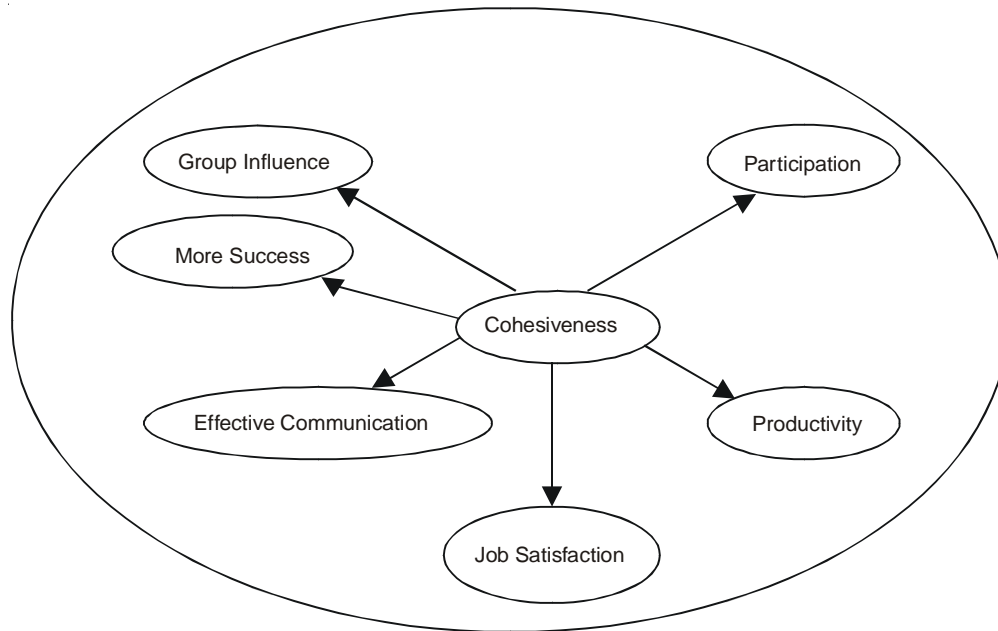 Group Influence
Participation
More Success
Cohesiveness
Effective Communication
Productivity
Job Satisfaction